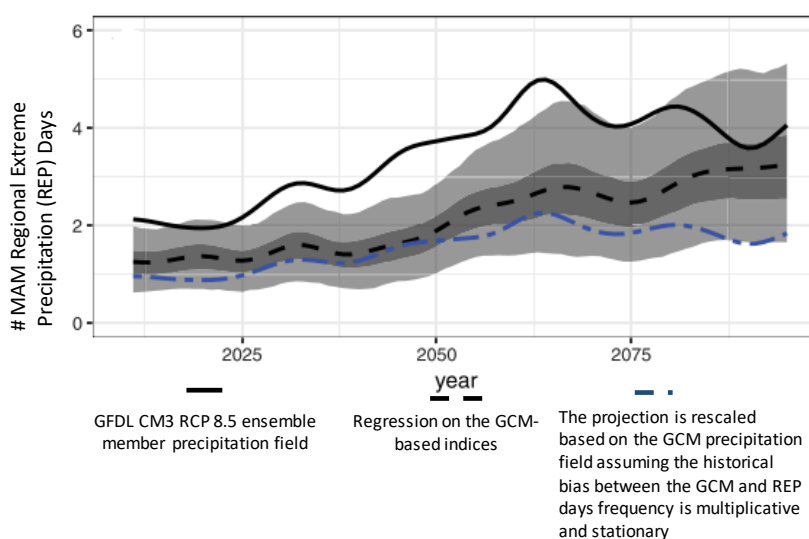 # MAM Regional Extreme
Precipitation (REP) Days
6
4
2
0
2025
2050
2075
year
GFDL CM3 RCP 8.5 ensemble
member precipitation field
Regression on the GCM-
based indices
The projection is rescaled
based on the GCM precipitation
field assuming the historical
bias between the GCM and REP
days frequency is multiplicative
and stationary